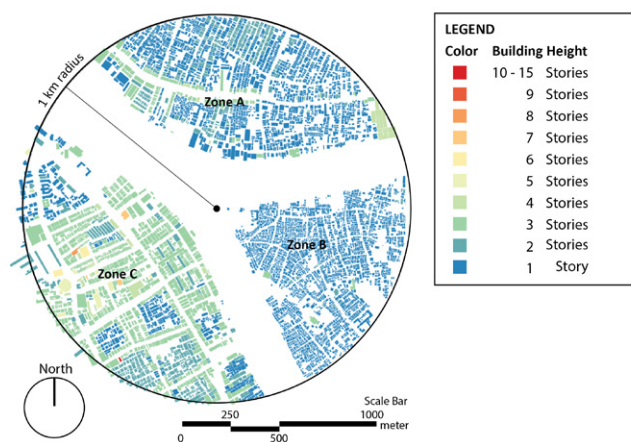 1 km radius
Zone A
Zone B
Zone C
North
Scale Bar
250 1000
meter
0 500
LEGEND
Color Building Height
10 - 15 Stories
9 Stories
8 Stories
7 Stories
6 Stories
5 Stories
4 Stories
3 Stories
2 Stories
1 Story